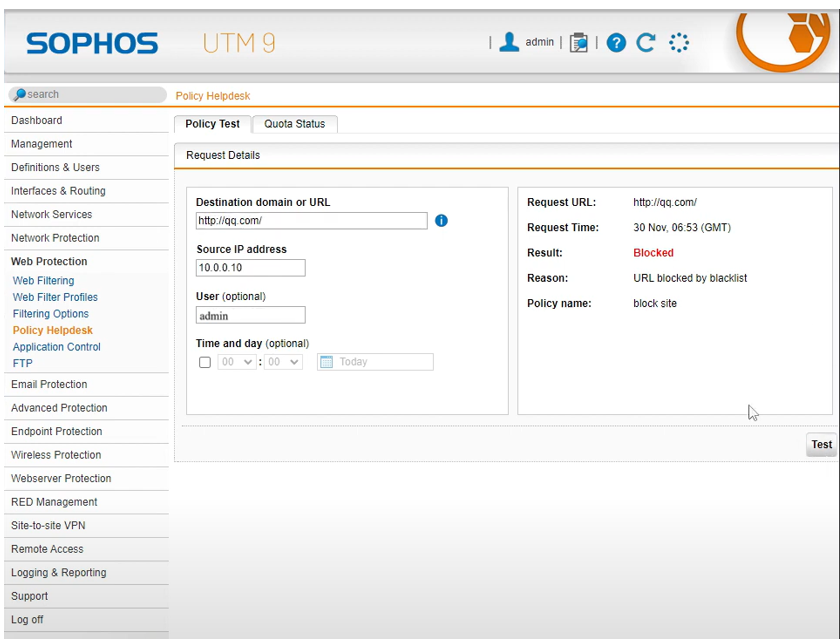 SOPHOS UTM 9
| admin | |
search
Policy Helpdesk
Dashboard
Management
Definitions & Users
Interfaces & Routing
Network Services
Network Protection
Web Protection
Web Filtering
Web Filter Profiles
Filtering Options
Policy Helpdesk
Application Control
FTP
Email Protection
Advanced Protection
Endpoint Protection
Wireless Protection
Webserver Protection
RED Management
Site-to-site VPN
Remote Access
Logging & Reporting
Support
Log off
Policy Test Quota Status
Request Details
Destination domain or URL
http://qq.com/
Source IP address
10.0.0.10
User (optional)
admin
Time and day (optional)
00 : 00 Today
Request URL: http://qq.com/
Request Time: 30 Nov, 06:53 (GMT)
Result: Blocked
Reason: URL blocked by blacklist
Policy name: block site
Test